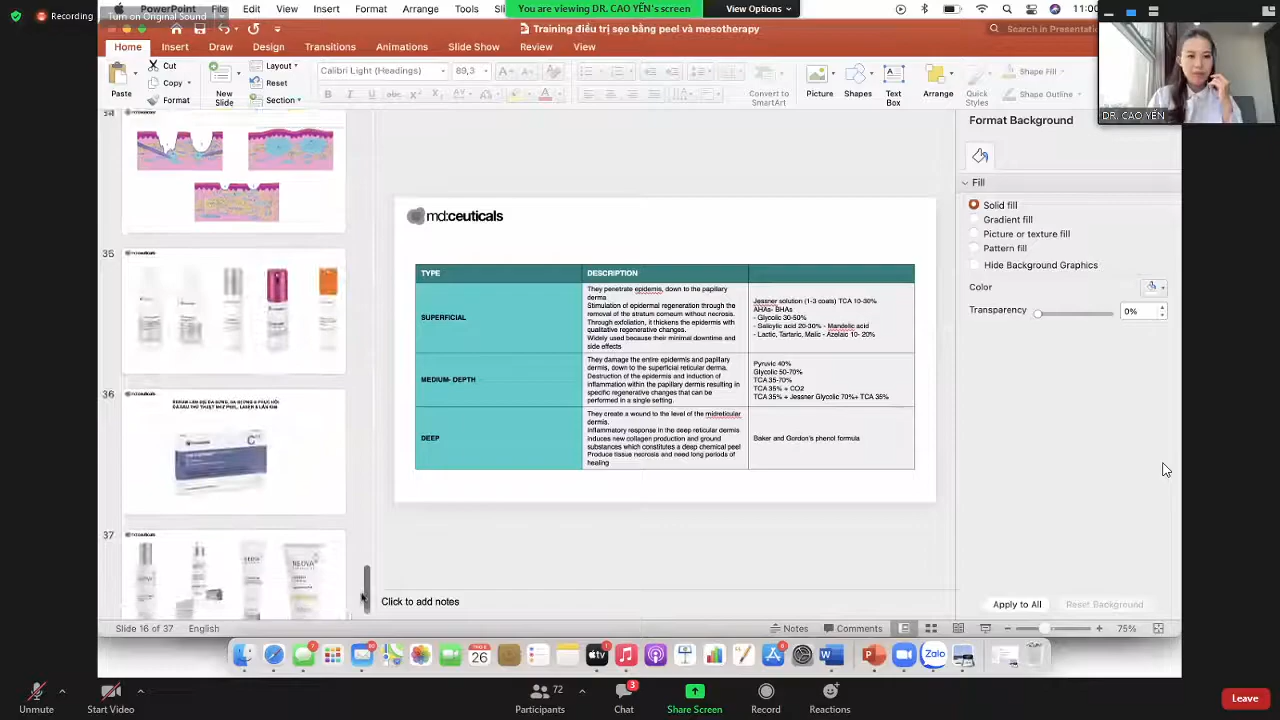 Recording
You are viewing DR. CAO YẾN's screen
View Options
Turn on Original Sound
PowerPoint File Edit View Insert Format Arrange Tools
11:00
Training điều trị sẹo bằng peel và mesotherapy
Search in Presentatio
Home Insert Draw Design Transitions Animations Slide Show Review View
Paste
Cut
Copy
Format
New Slide
Layout
Reset
Section
Calibri Light (Headings) 89,3
Convert to SmartArt
Picture
Shapes
Text Box
Arrange
Quick Styles
Shape Fill
Shape Outline
DR. CAO YẾN
34
35
36
37
NEOVA
md:ceuticals
TYPE DESCRIPTION
SUPERFICIAL
They penetrate epidemis, down to the papillary
derma
Stimulation of epidermal regeneration through the
removal of the stratum corneum without necrosis.
Through exfoliation, it thickens the epidermis with
qualitative regenerative changes.
Widely used because their minimal downtime and
side effects
Jessner solution (1-3 coats) TCA 10-30%
AHAs- BHAs
- Glycolic 30-50%
- Salicylic acid 20-30% - Mandelic acid
- Lactic, Tartaric, Malic - Azelaic 10- 20%
MEDIUM- DEPTH
They damage the entire epidermis and papillary
dermis, down to the superficial reticular derma.
Destruction of the epidermis and induction of
inflammation within the papillary dermis resulting in
specific regenerative changes that can be
performed in a single setting.
Pyruvic 40%
Glycolic 50-70%
TCA 35-70%
TCA 35% + CO2
TCA 35% + Jessner Glycolic 70%+ TCA 35%
DEEP
They create a wound to the level of the midreticular
dermis.
Inflammatory response in the deep reticular dermis
induces new collagen production and ground
substances which constitutes a deep chemical peel
Produce tissue necrosis and need long periods of
healing
Baker and Gordon's phenol formula
Format Background
Fill
Solid fill
Gradient fill
Picture or texture fill
Pattern fill
Hide Background Graphics
Color
Transparency 0%
Apply to All Reset Background
Click to add notes
Slide 16 of 37 English
Notes Comments 75%
SEP
26
Zalo
Unmute
Start Video
72
Participants
3
Chat
Share Screen
Record
Reactions
Leave